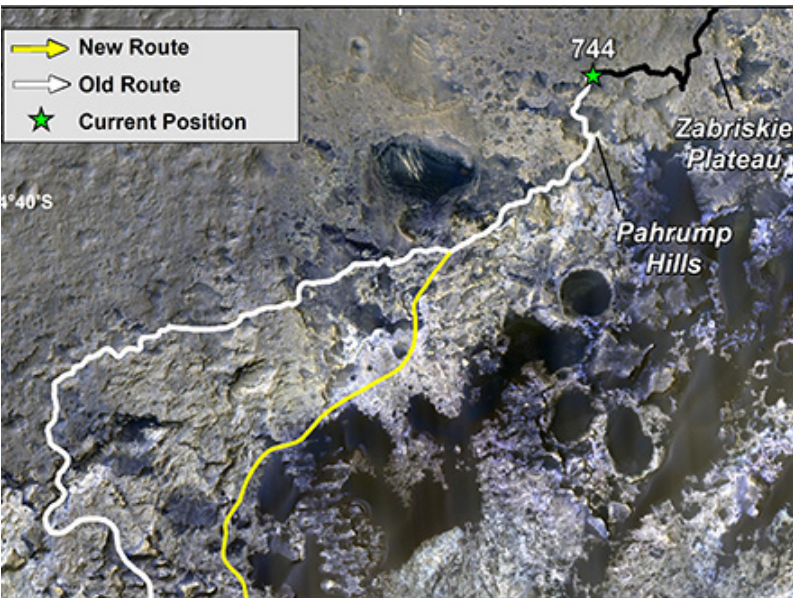 New Route
Old Route
Current Position
744
Zabriskie
Plateau
4°40'S
Pahrump
Hills